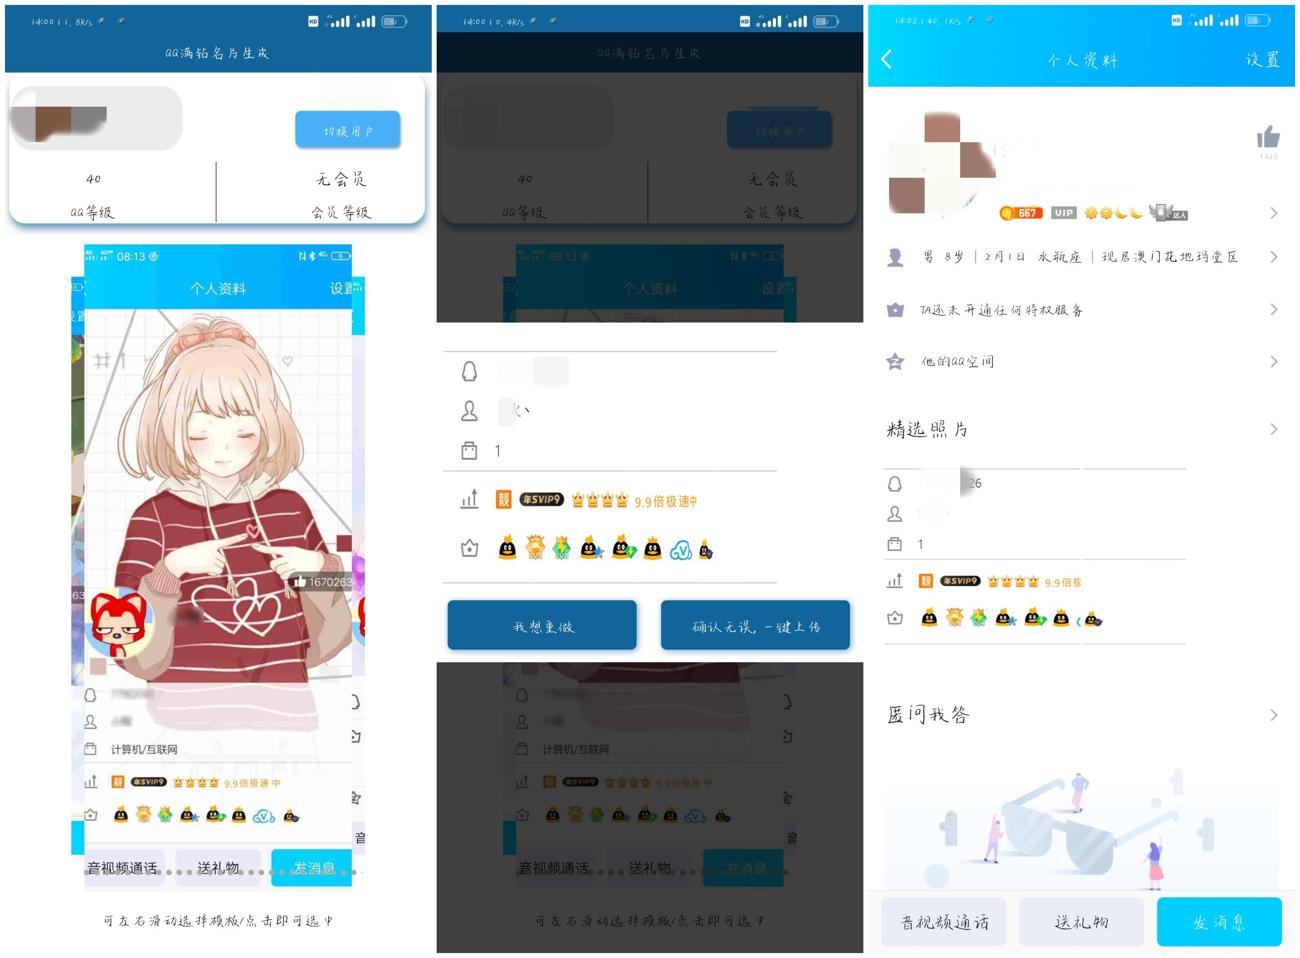 14:00 | 1.8K/s
HD
QQ满钻名片生成
切换用户
40
无会员
QQ等级
会员等级
08:13
个人资料
设置
#1
1670263
计算机/互联网
靓 年SVIP9 9.9倍极速中
音视频通话
送礼物
发消息
可左右滑动选择模板/点击即可选中
14:00 | 0.4K/s
HD
QQ满钻名片生成
切换用户
40
无会员
QQ等级
会员等级
08:13
个人资料
1
靓 年SVIP9 9.9倍极速中
我想重做
确认无误,一键上传
计算机/互联网
靓 年SVIP9 9.9倍极速中
音视频通话
送礼物
发消息
可左右滑动选择模板/点击即可选中
14:02 | 40.1K/s
HD
个人资料
设置
1425
667 VIP 达人
男 8岁 | 2月1日 水瓶座 | 现居澳门花地玛堂区
TA还未开通任何特权服务
他的QQ空间
精选照片
26
1
靓 年SVIP9 9.9倍极
匿问我答
音视频通话
送礼物
发消息